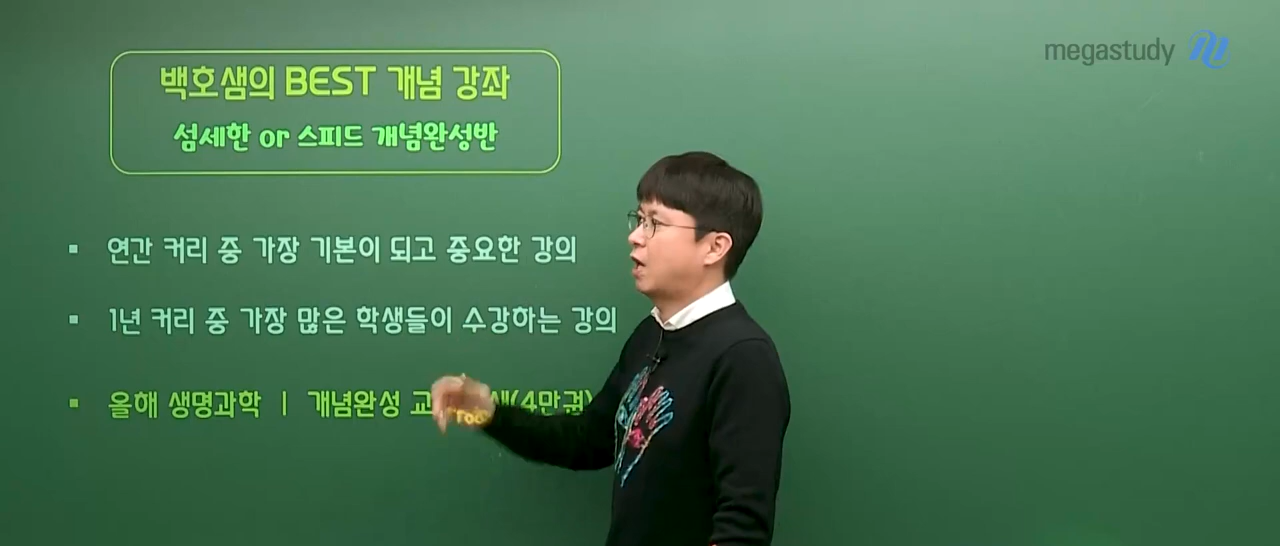 megastudy
백호샘의 BEST 개념 강좌
섬세한 or 스피드 개념완성반
연간 커리 중 가장 기본이 되고 중요한 강의
1년 커리 중 가장 많은 학생들이 수강하는 강의
올해 생명과학 I 개념완성 (4만권)